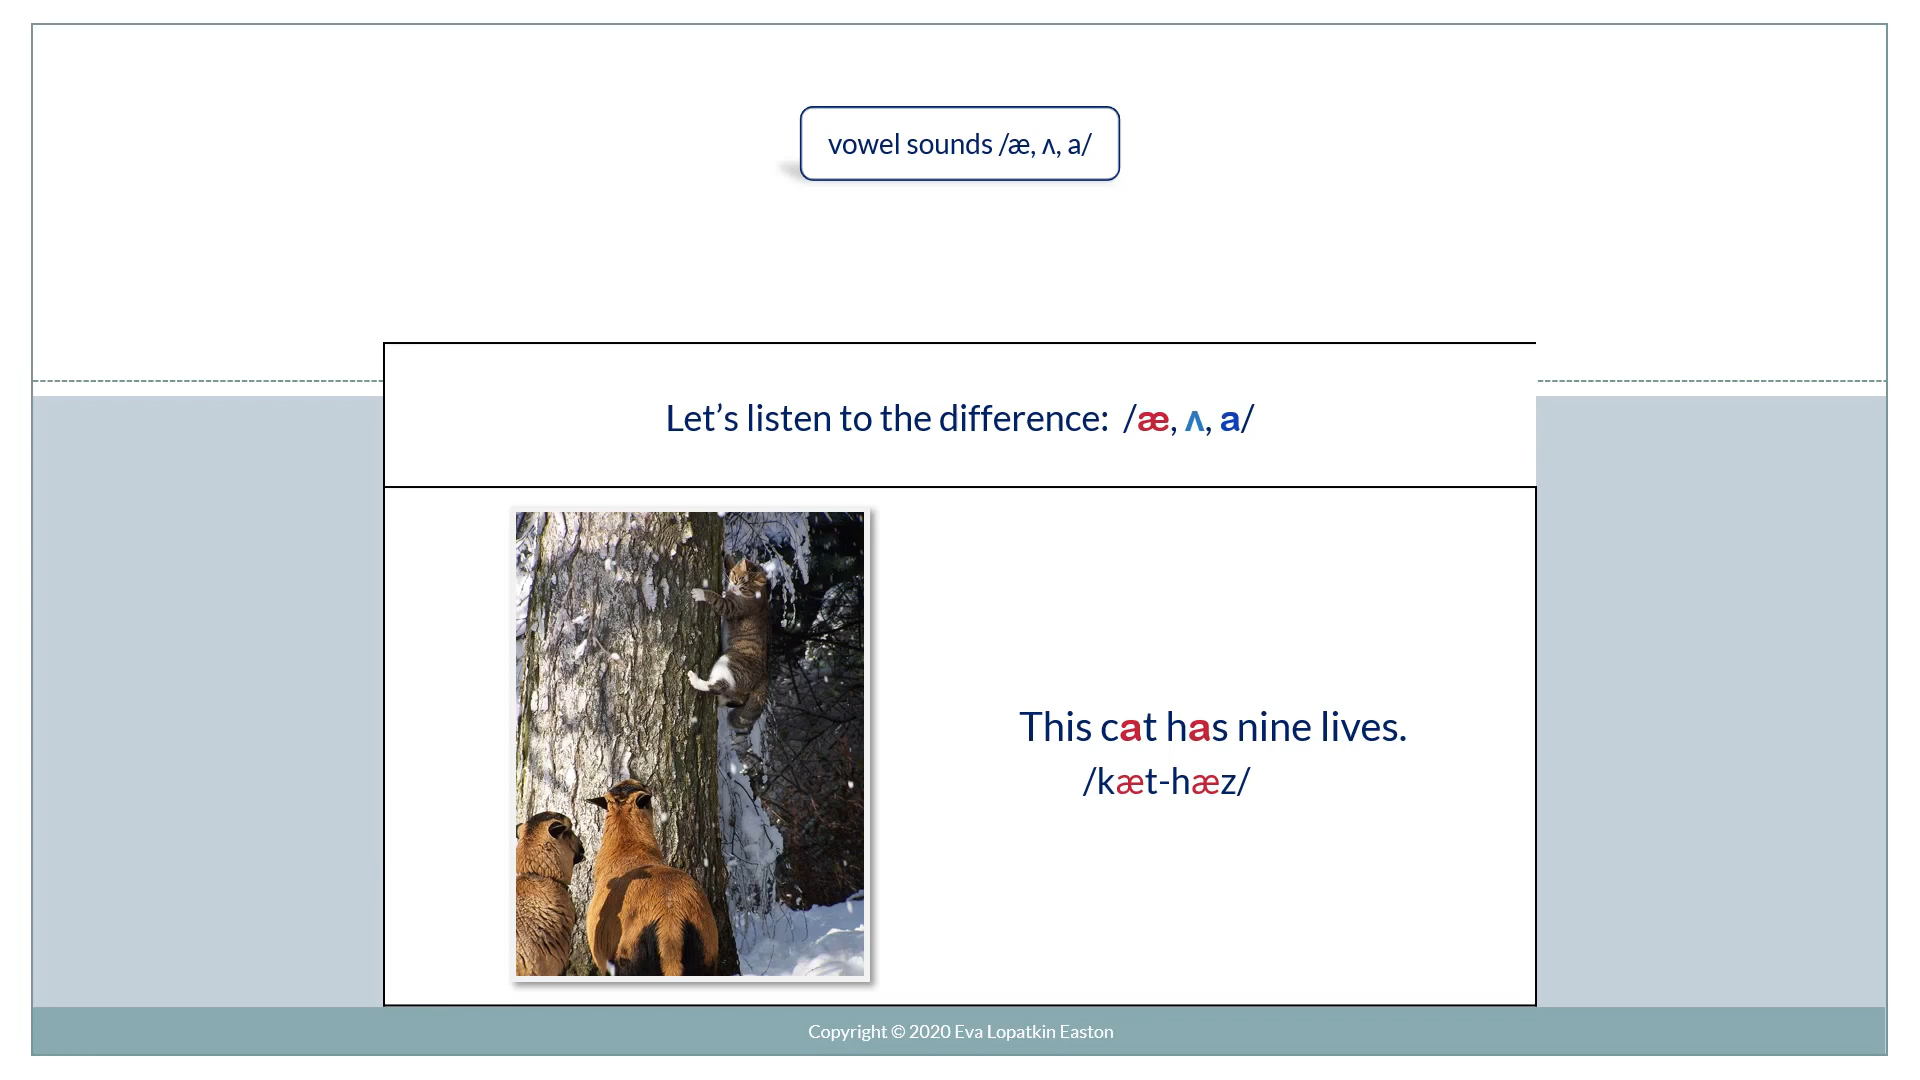 vowel sounds /æ, ʌ, a/
Let’s listen to the difference: /æ, ʌ, a/
This cat has nine lives.
/kæt-hæz/
Copyright © 2020 Eva Lopatkin Easton